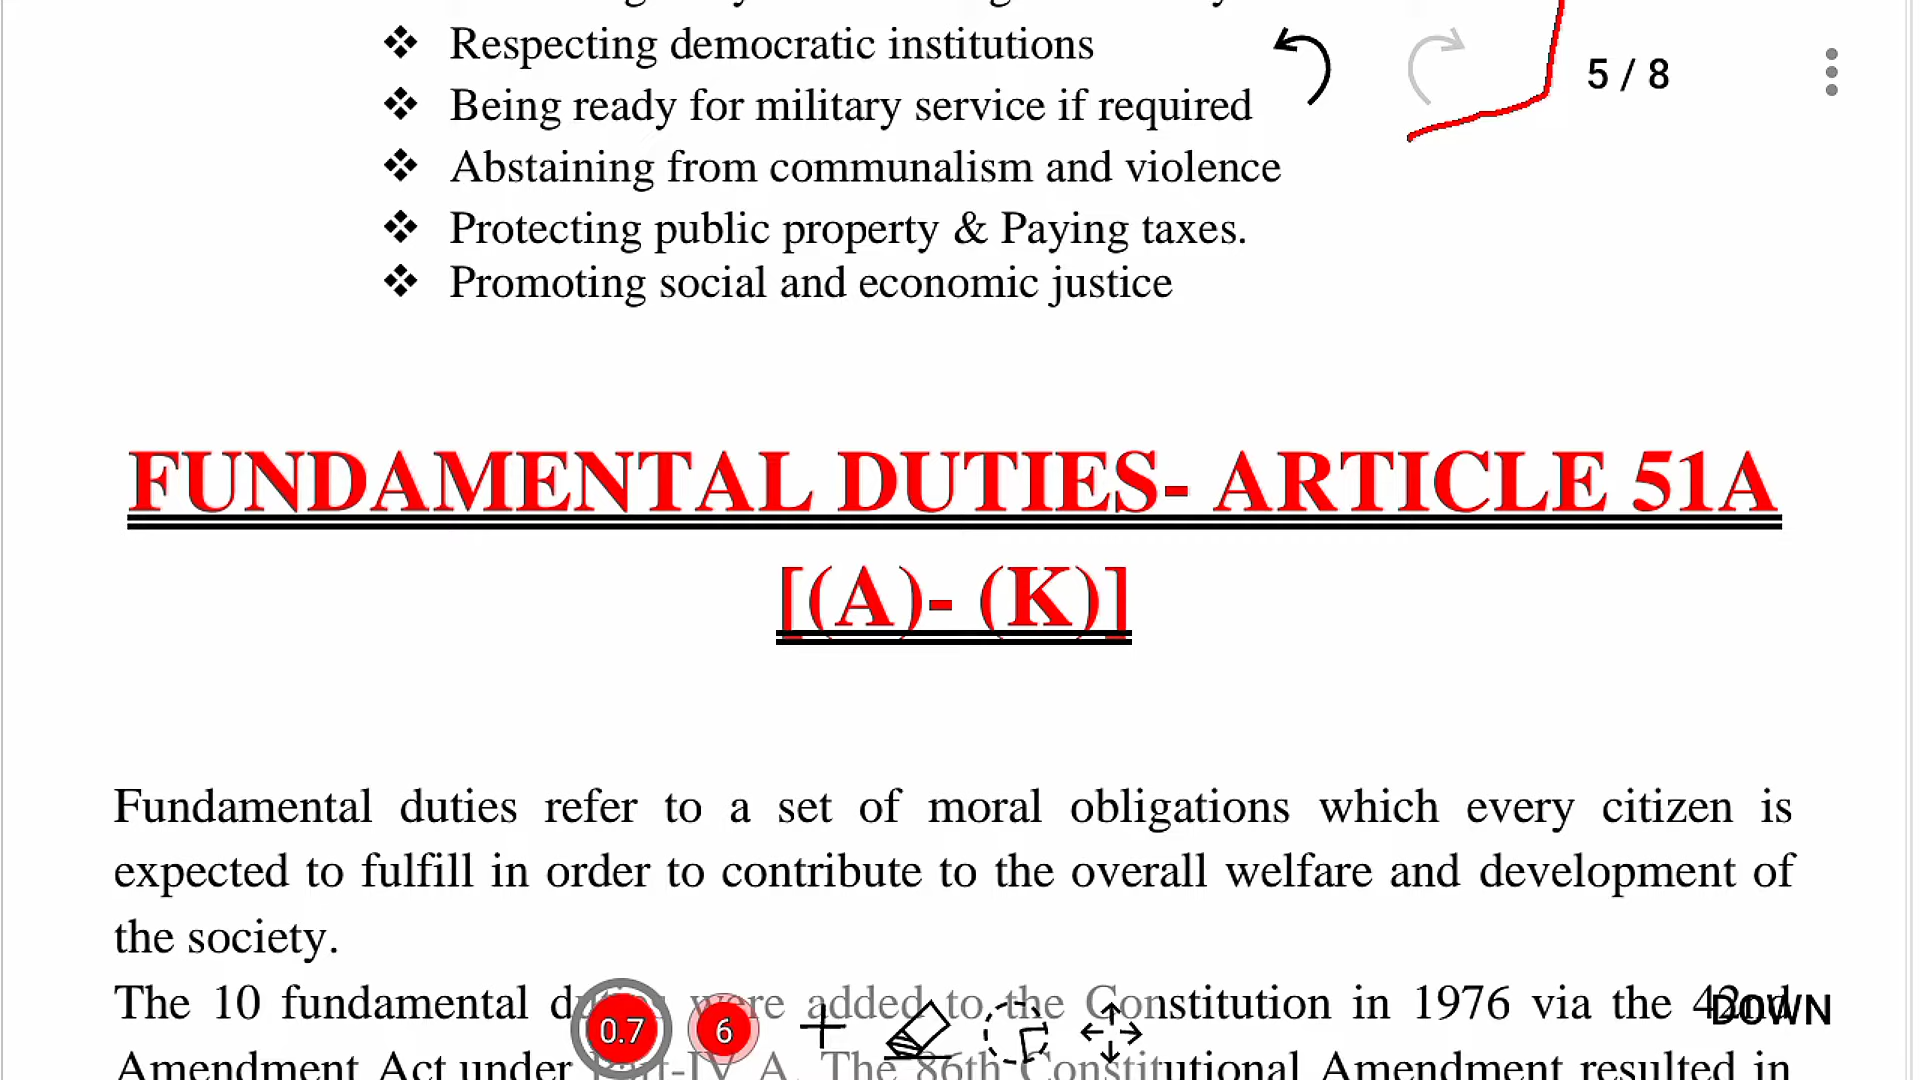 Respecting democratic institutions
5 / 8
Being ready for military service if required
Abstaining from communalism and violence
Protecting public property & Paying taxes.
Promoting social and economic justice
FUNDAMENTAL DUTIES- ARTICLE 51A
[(A)- (K)]
Fundamental duties refer to a set of moral obligations which every citizen is
expected to fulfill in order to contribute to the overall welfare and development of
the society.
The 10 fundamental duties were added to the Constitution in 1976 via the 42nd
DOWN
0.7
6
Amendment Act under Part-IV A. The 86th Constitutional Amendment resulted in